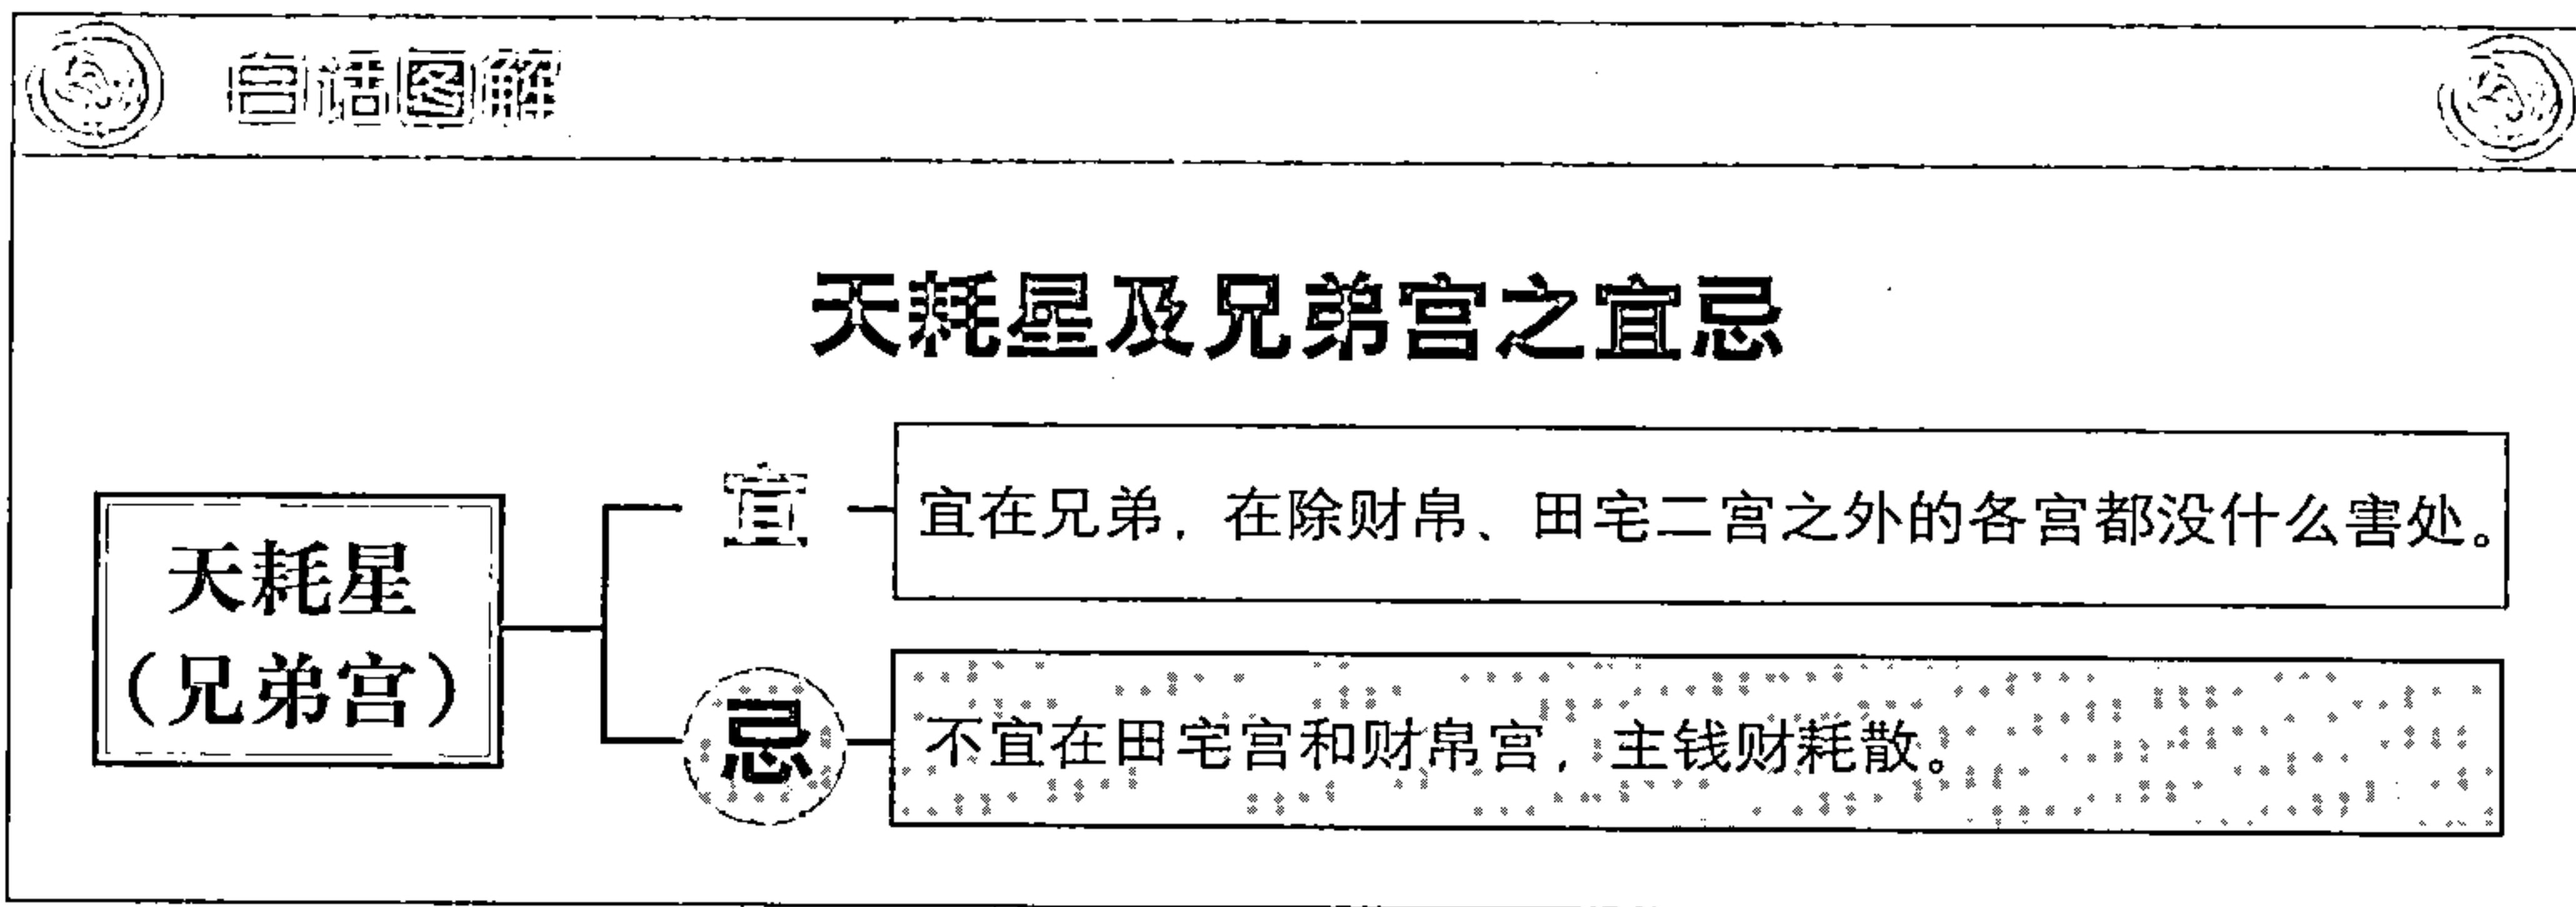 白话图解
天耗星及兄弟宫之宜忌
天耗星
（兄弟宫）
宜
宜在兄弟，在除财帛、田宅二宫之外的各宫都没什么害处。
忌
不宜在田宅宫和财帛宫，主钱财耗散。